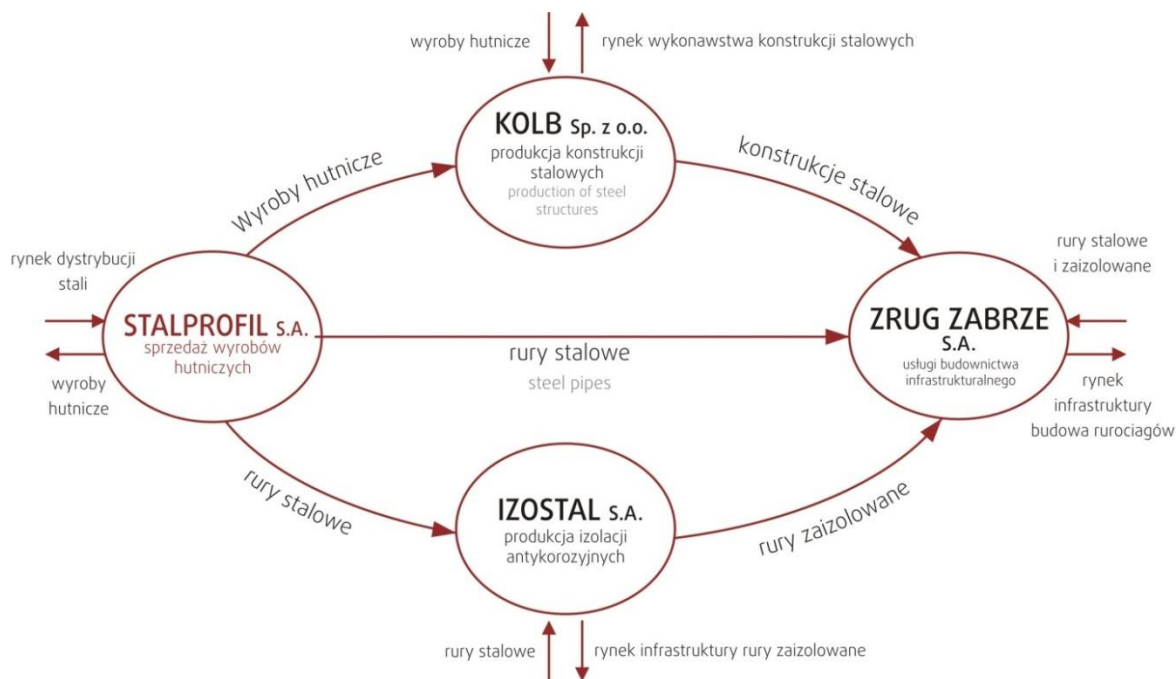 wyroby hutnicze
rynek wykonawstwa konstrukcji stalowych
KOLB Sp. z o.o.
produkcja konstrukcji
stalowych
production of steel
structures
Wyroby hutnicze
konstrukcje stalowe
rynek dystrybucji
stali
STALPROFIL S.A.
sprzedaż wyrobów
hutniczych
wyroby
hutnicze
rury stalowe
steel pipes
ZRUG ZABRZE
S.A.
usługi budownictwa
infrastrukturalnego
rury stalowe
i zaizolowane
rynek
infrastruktury
budowa rurociagów
rury stalowe
IZOSTAL S.A.
produkcja izolacji
antykorozyjnych
rury zaizolowane
rury stalowe
rynek infrastruktury rury zaizolowane